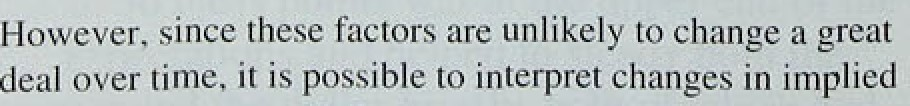 However, since these factors are unlikely to change a great
deal over time, it is possible to interpret changes in implied